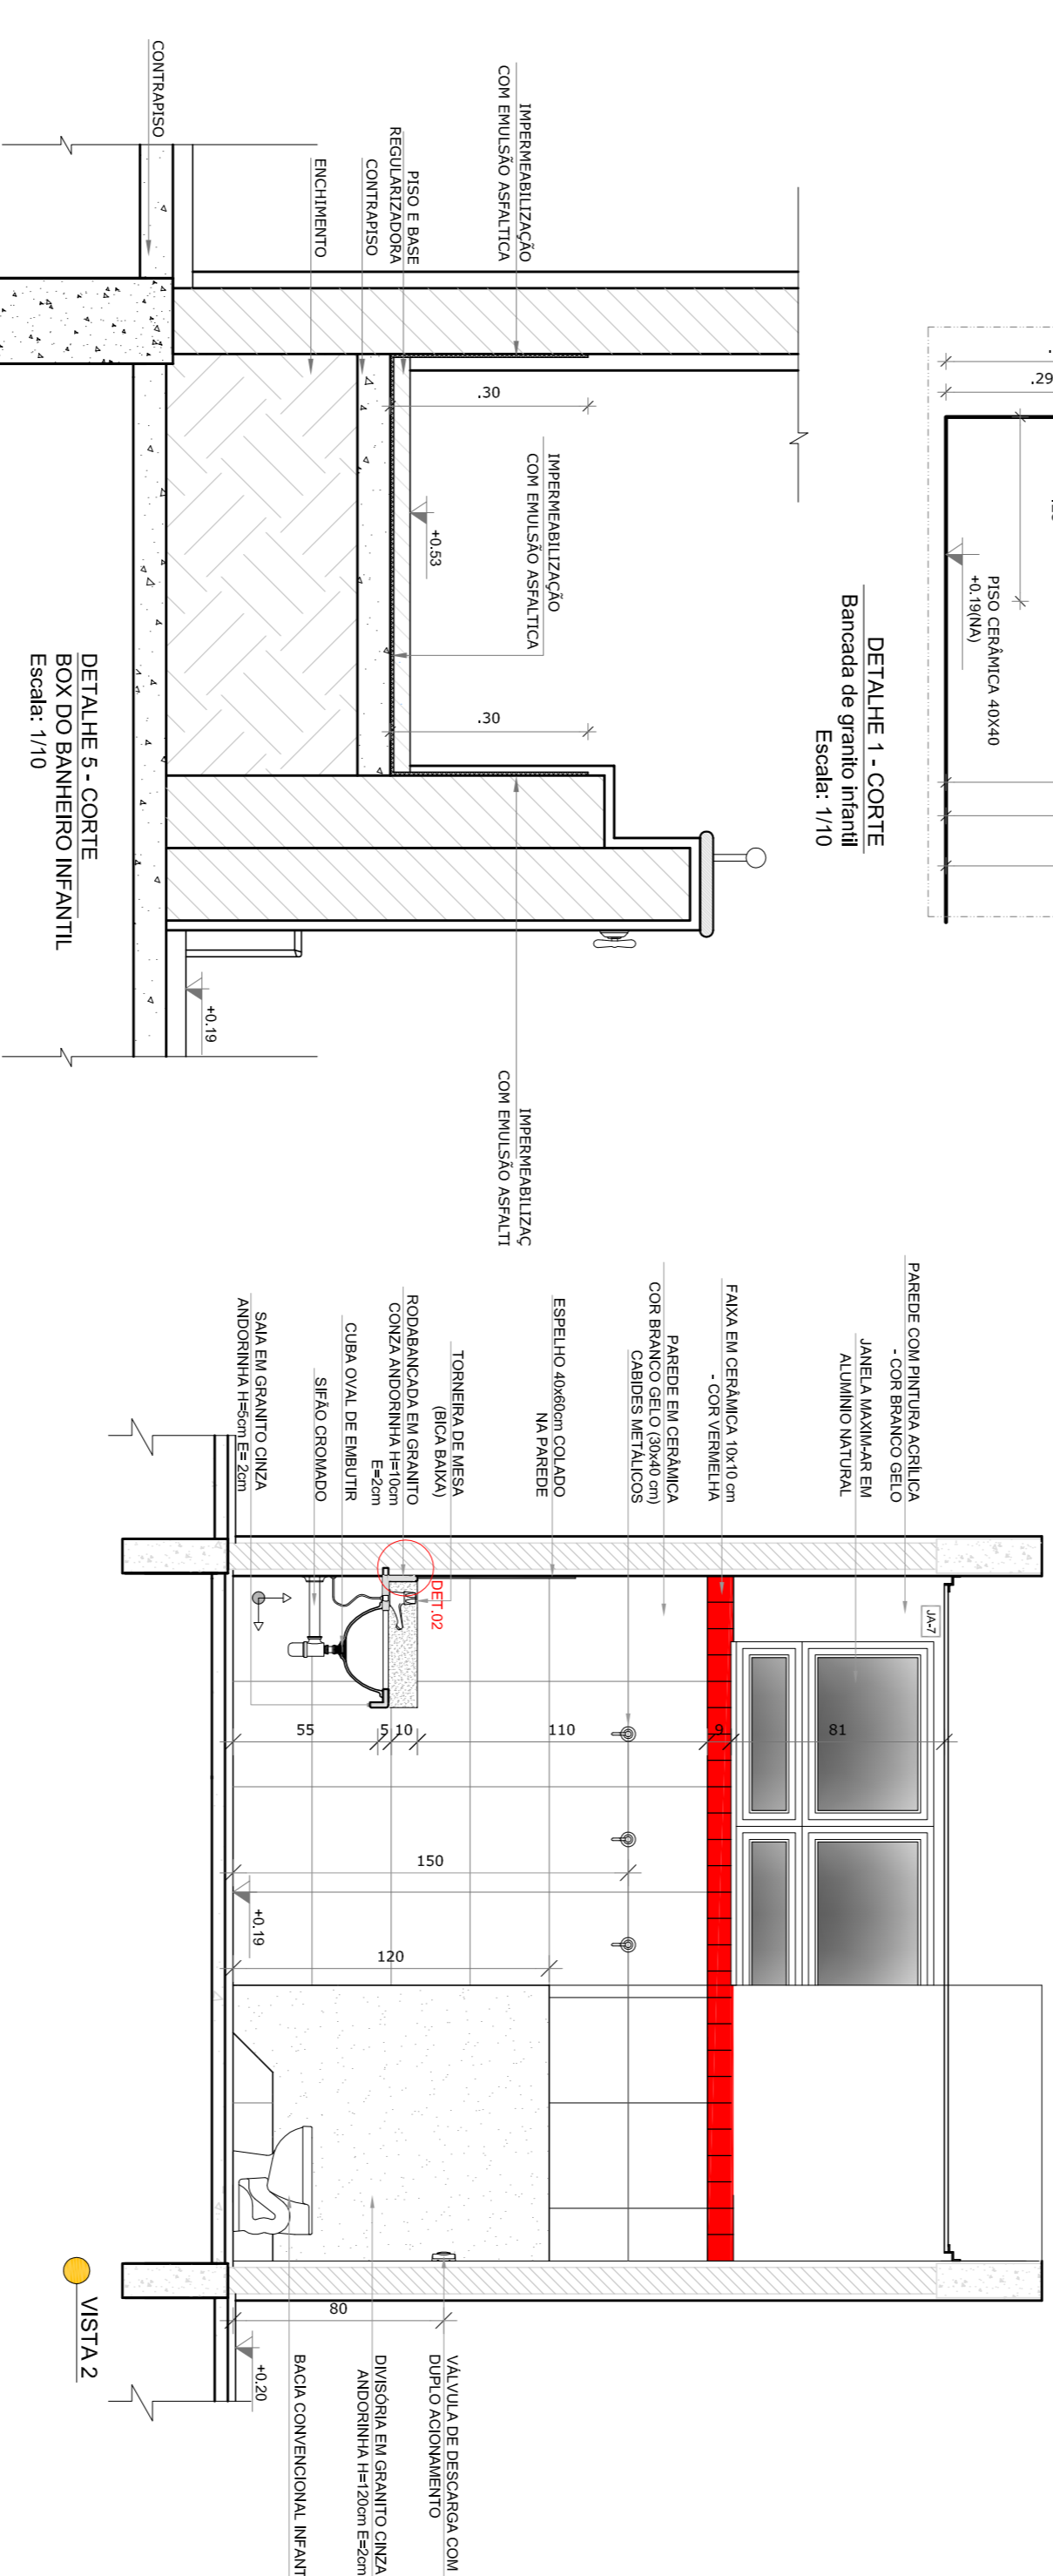 CONTRAPISO
IMPERMEABILIZAÇÃO
COM EMULSÃO ASFALTICA
PISO E BASE
REGULARIZADORA
CONTRAPISO
ENCHIMENTO
.30
+0.53
IMPERMEABILIZAÇÃO
COM EMULSÃO ASFALTICA
.30
+0.19
IMPERMEABILIZAÇ
COM EMULSÃO ASFALTI
DETALHE 5 - CORTE
BOX DO BANHEIRO INFANTIL
Escala: 1/10
.29
PISO CERÂMICA 40X40
+0.19(NA)
DETALHE 1 - CORTE
Bancada de granito infantil
Escala: 1/10
PAREDE COM PINTURA ACRÍLICA
- COR BRANCO GELO
JANELA MAXIM-AR EM
ALUMÍNIO NATURAL
FAIXA EM CERÂMICA 10x10 cm
- COR VERMELHA
PAREDE EM CERÂMICA
COR BRANCO GELO (30x40 cm)
CABIDES METÁLICOS
ESPELHO 40x60cm COLADO
NA PAREDE
TORNEIRA DE MESA
(BICA BAIXA)
RODABANCADA EM GRANITO
CONZA ANDORINHA H=10cm
E=2cm
CUBA OVAL DE EMBUTIR
SIFÃO CROMADO
SAIA EM GRANITO CINZA
ANDORINHA H=5cm E= 2cm
JA-7
DET.02
81
9
110
10
5
55
150
+0.19
120
80
+0.20
VÁLVULA DE DESCARGA COM
DUPLO ACIONAMENTO
DIVISÓRIA EM GRANITO CINZA
ANDORINHA H=120cm E=2cm
BACIA CONVENCIONAL INFANT
VISTA 2